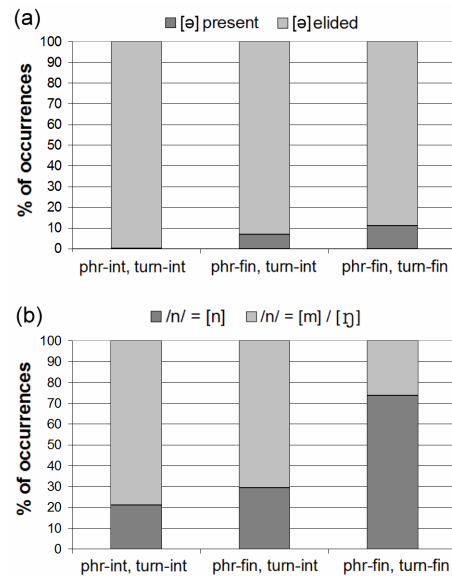 (a)
[ə] present [ə] elided
100
90
80
70
60
50
40
30
20
10
0
% of occurrences
phr-int, turn-int phr-fin, turn-int phr-fin, turn-fin
(b)
/n/ = [n] /n/ = [m] / [ŋ]
100
90
80
70
60
50
40
30
20
10
0
% of occurrences
phr-int, turn-int phr-fin, turn-int phr-fin, turn-fin